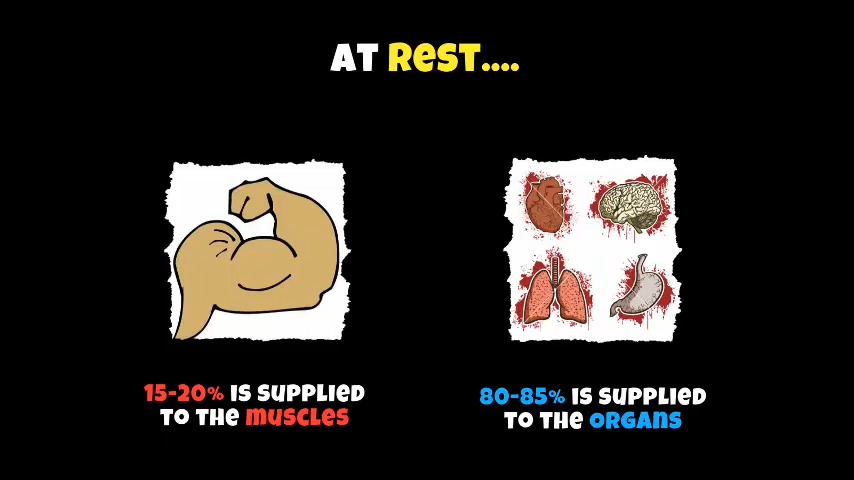 AT REST....
15-20% IS SUPPLIED
TO THE MUSCLES
80-85% IS SUPPLIED
TO THE ORGANS